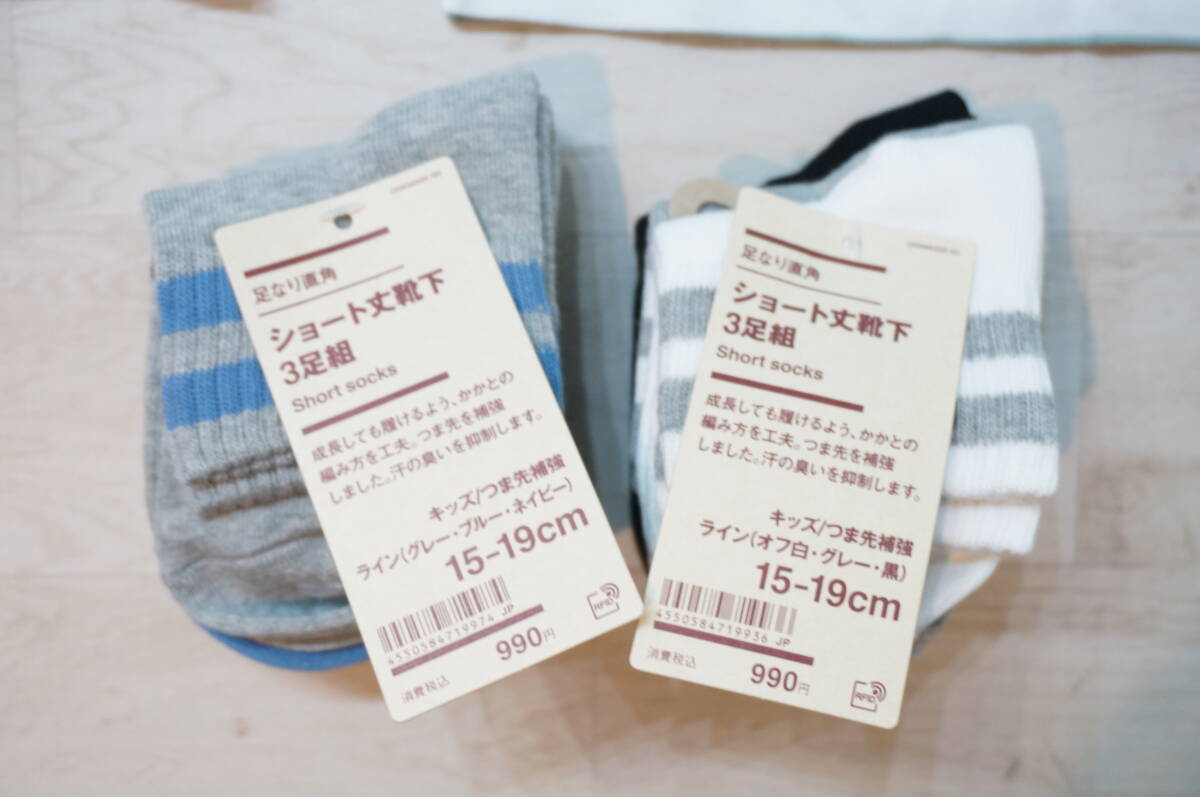 足なり直角
ショート丈靴下
3足組
Short socks
成長しても履けるよう、かかとの
編み方を工夫。つま先を補強
しました。汗の臭いを抑制します。
キッズ/つま先補強
ライン(グレー・ブルー・ネイビー)
15-19cm
4550584719974 JP
990円
消費税込
RFID
足なり直角
ショート丈靴下
3足組
Short socks
成長しても履けるよう、かかとの
編み方を工夫。つま先を補強
しました。汗の臭いを抑制します。
キッズ/つま先補強
ライン(オフ白・グレー・黒)
15-19cm
4550584719936 JP
消費税込
990円
RFID